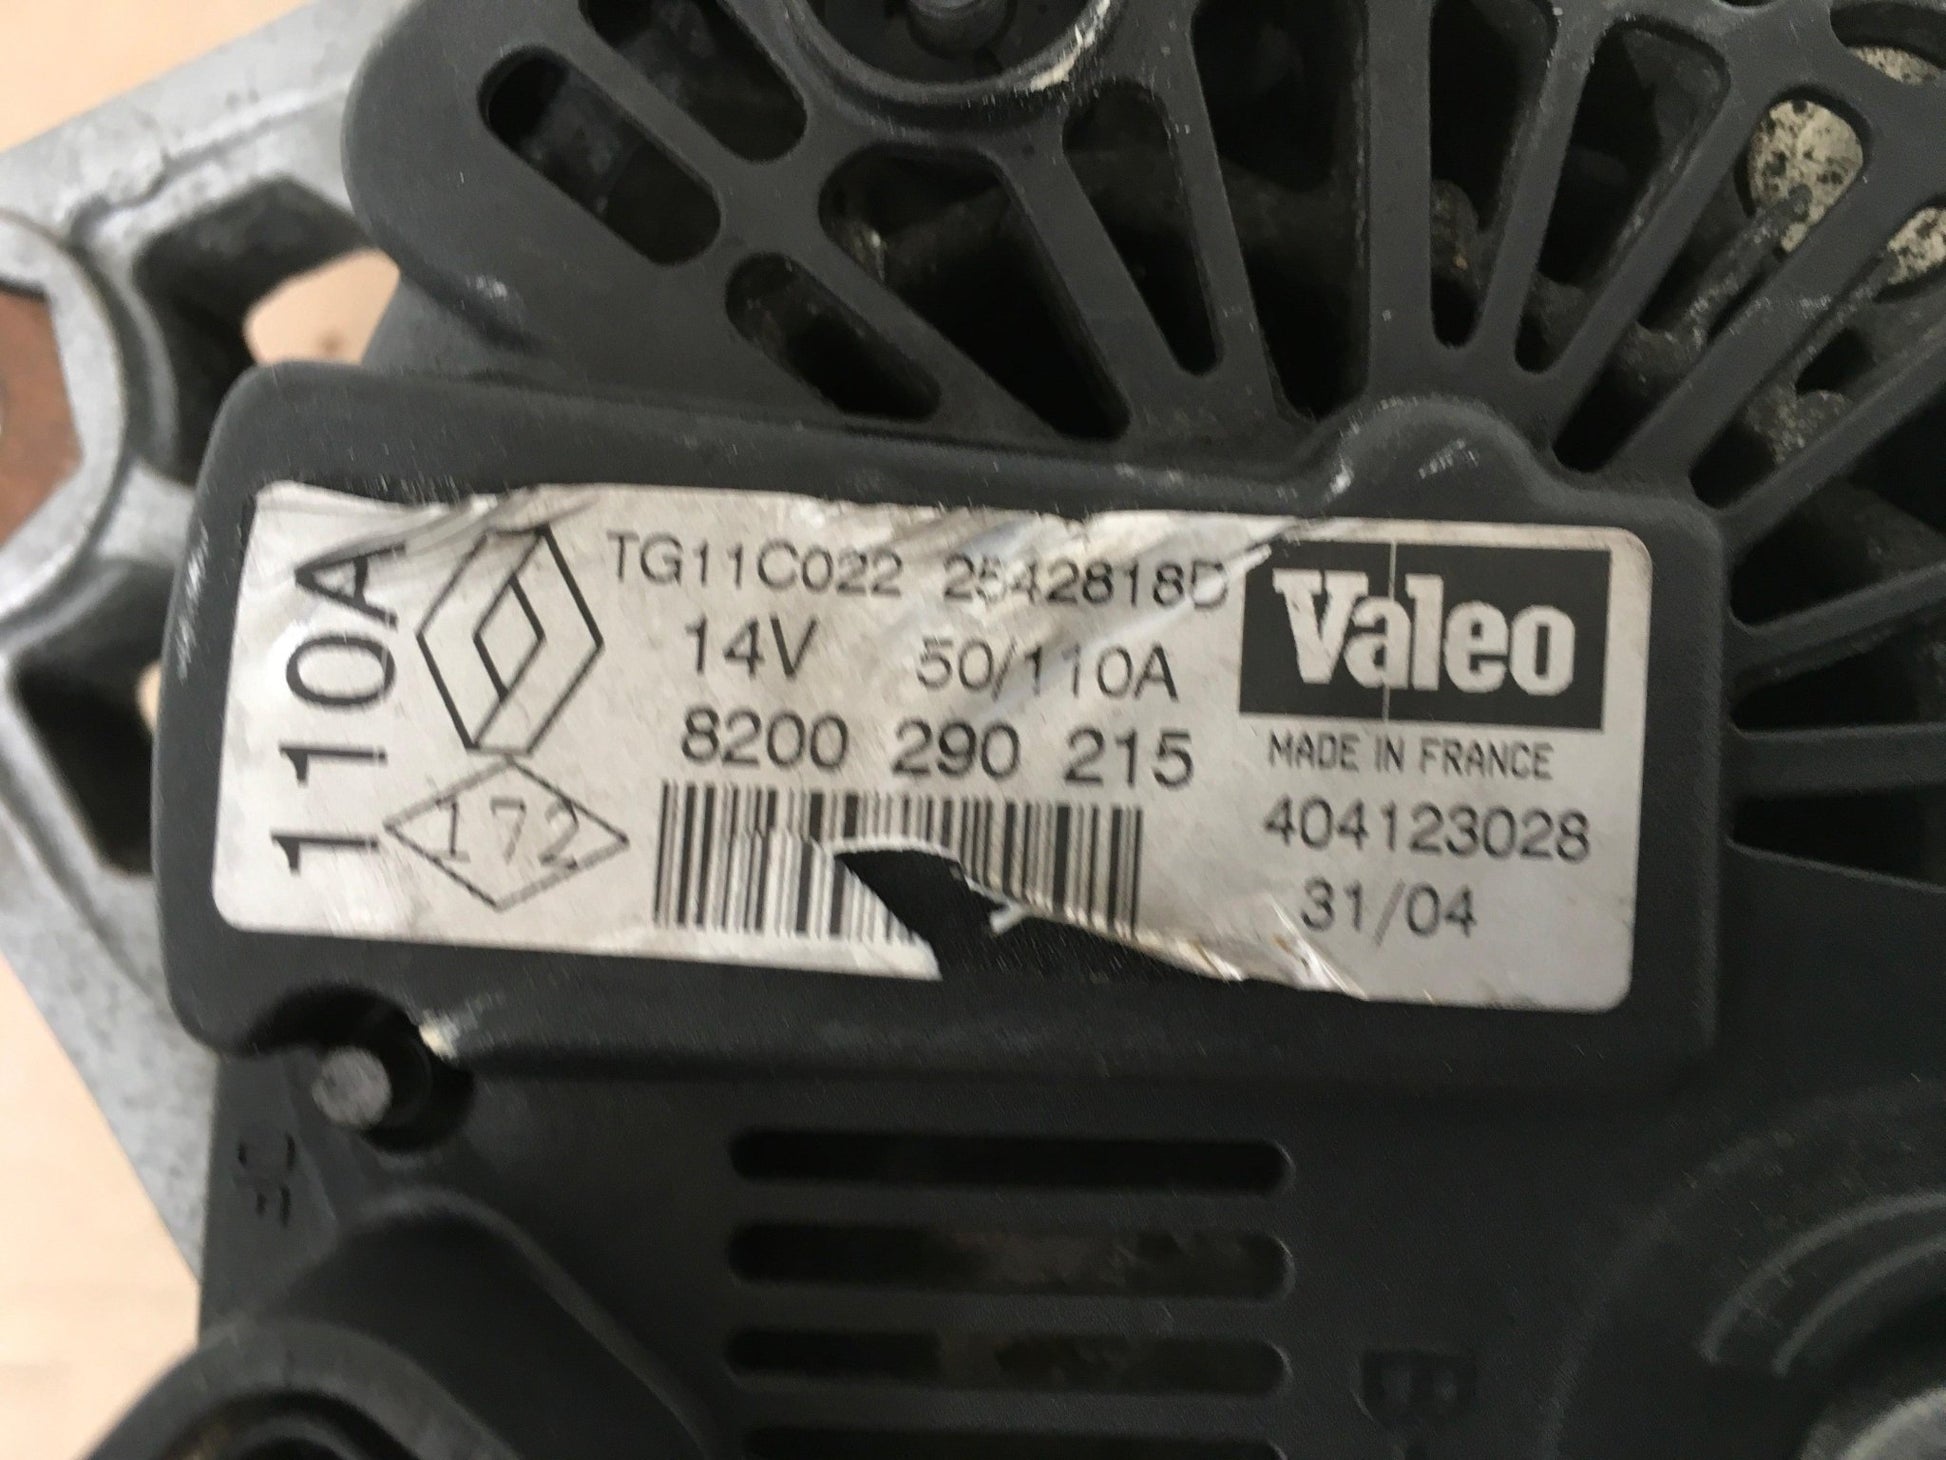 110A
TG11C022 2542818D
14V 50/110A
8200 290 215
172
Valeo
MADE IN FRANCE
404123028
31/04